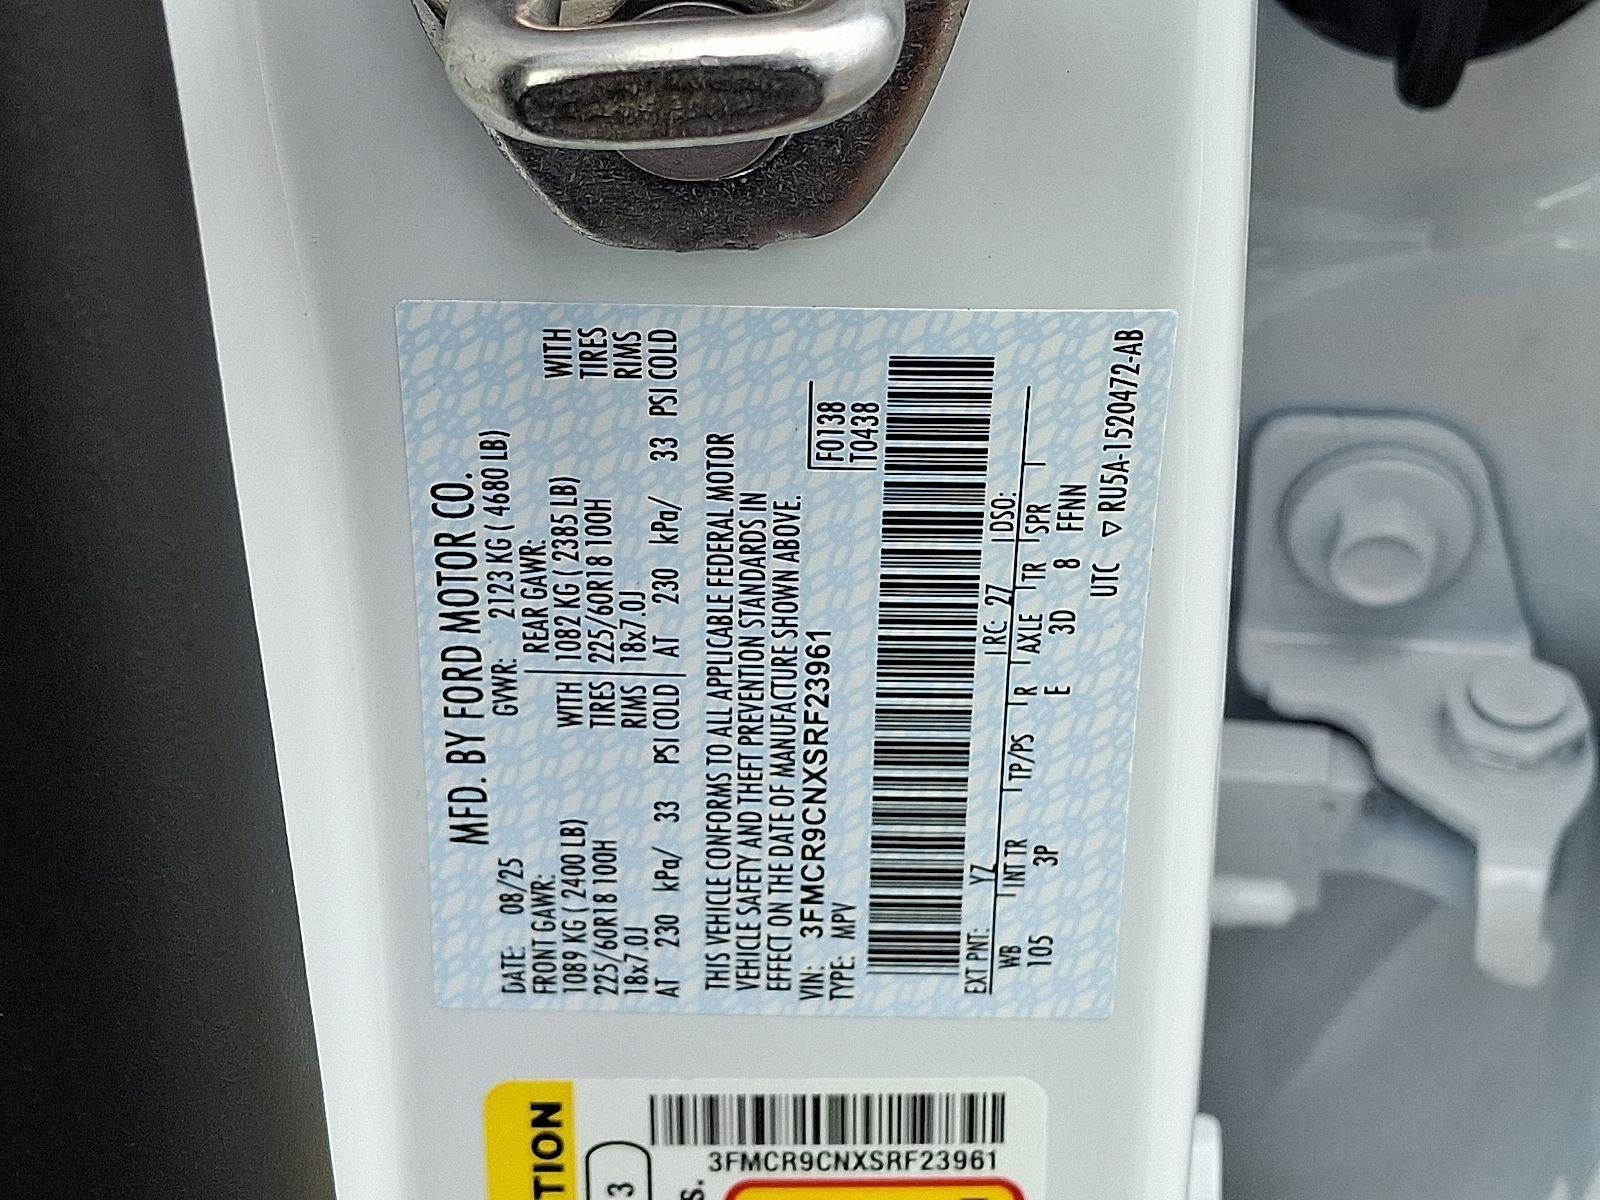 MFD. BY FORD MOTOR CO.
DATE: 08/25 GVWR: 2123 KG ( 4680 LB)
FRONT GAWR: REAR GAWR:
1089 KG ( 2400 LB) WITH 1082 KG ( 2385 LB) WITH
225/60R18 100H TIRES 225/60R18 100H TIRES
18x7.0J RIMS 18x7.0J RIMS
AT 230 kPa/ 33 PSI COLD AT 230 kPa/ 33 PSI COLD
THIS VEHICLE CONFORMS TO ALL APPLICABLE FEDERAL MOTOR
VEHICLE SAFETY AND THEFT PREVENTION STANDARDS IN
EFFECT ON THE DATE OF MANUFACTURE SHOWN ABOVE.
VIN: 3FMCR9CNXSRF23961 F0138
TYPE: MPV T0438
EXT PNT: YZ RC: 27 DSO:
WB INT TR TP/PS R AXLE TR SPR
105 3P E 3D 8 FFNN
UTC ▽ RU5A-1520472-AB
TION
3
S.
3FMCR9CNXSRF23961